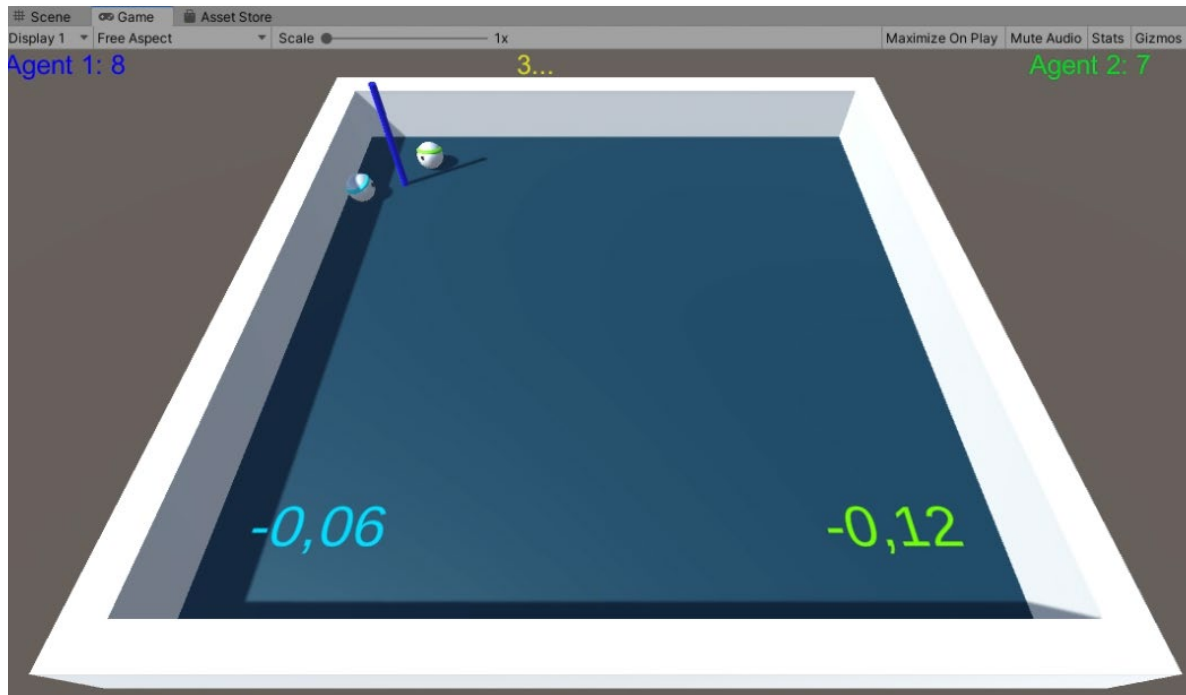 Scene Game Asset Store
Display 1 Free Aspect Scale 1x Maximize On Play Mute Audio Stats Gizmos
Agent 1: 8 3... Agent 2: 7
-0,06 -0,12